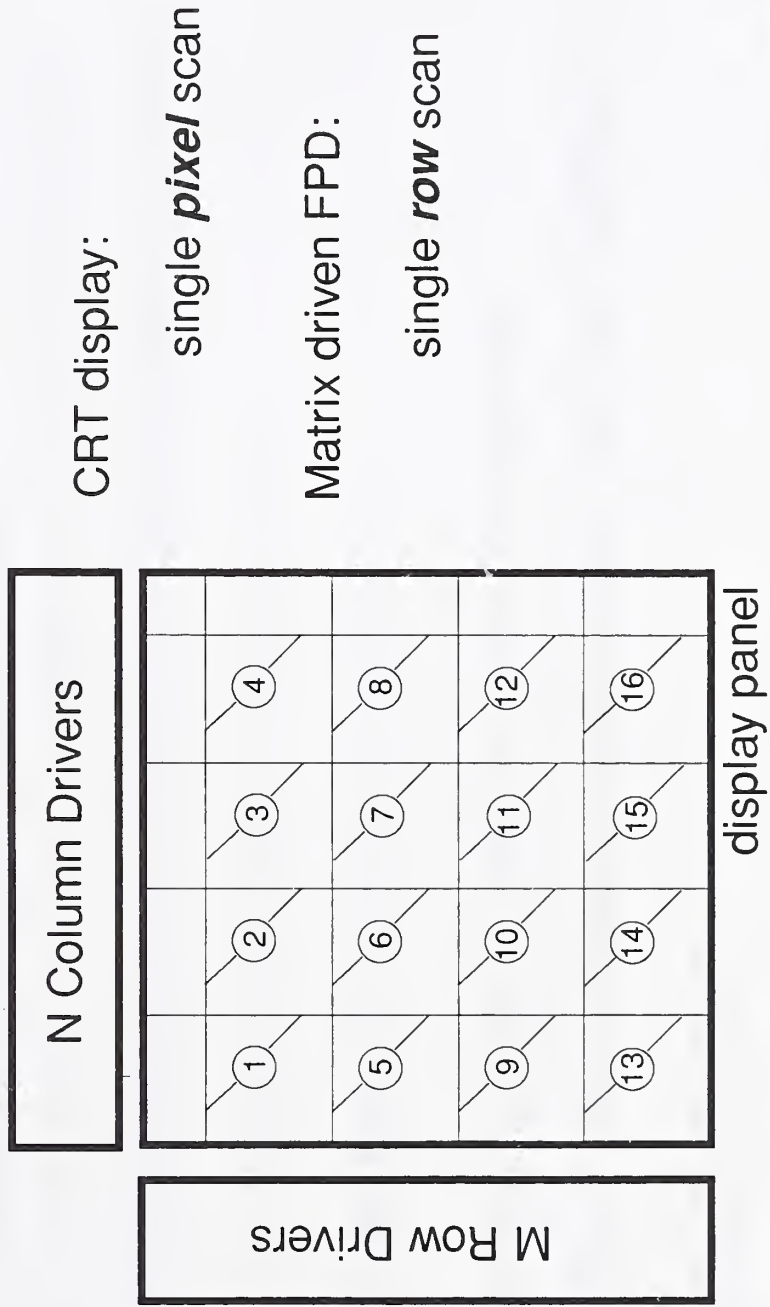 N Column Drivers
M Row Drivers
1 2 3 4
5 6 7 8
9 10 11 12
13 14 15 16
display panel
CRT display:
single pixel scan
Matrix driven FPD:
single row scan